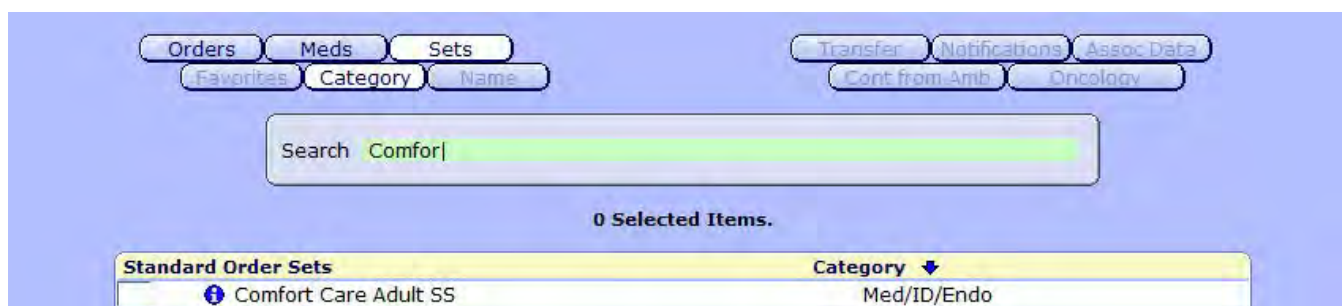 Orders Meds Sets Transfer Notifications Assoc Data
Favorites Category Name Cont from Amb Oncology
Search Comfor
0 Selected Items.
Standard Order Sets Category
Comfort Care Adult SS Med/ID/Endo